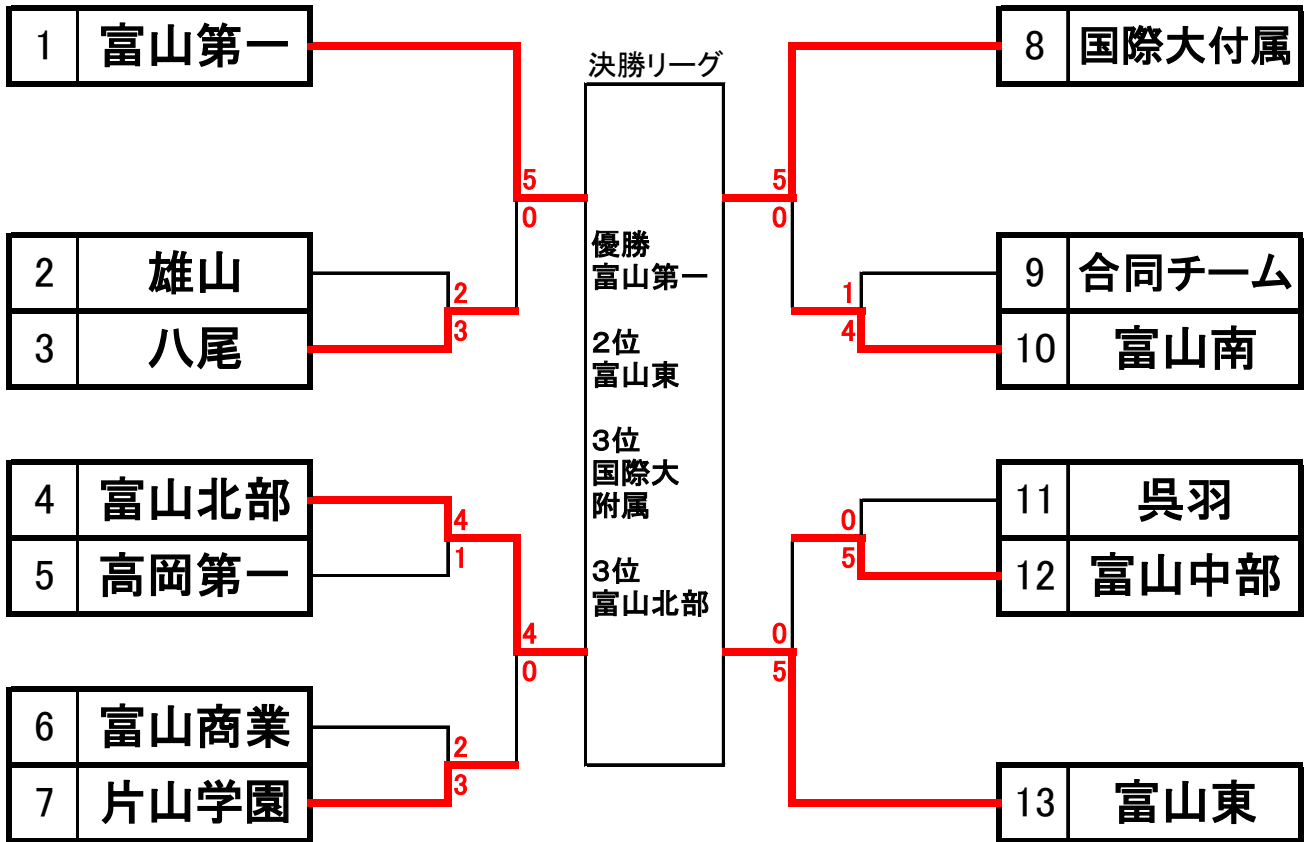 1 富山第一
2 雄山
3 八尾
4 富山北部
5 高岡第一
6 富山商業
7 片山学園
5
0
2
3
4
1
4
0
2
3
決勝リーグ
優勝
富山第一
2位
富山東
3位
国際大
附属
3位
富山北部
5
0
1
4
0
5
0
5
8 国際大付属
9 合同チーム
10 富山南
11 呉羽
12 富山中部
13 富山東